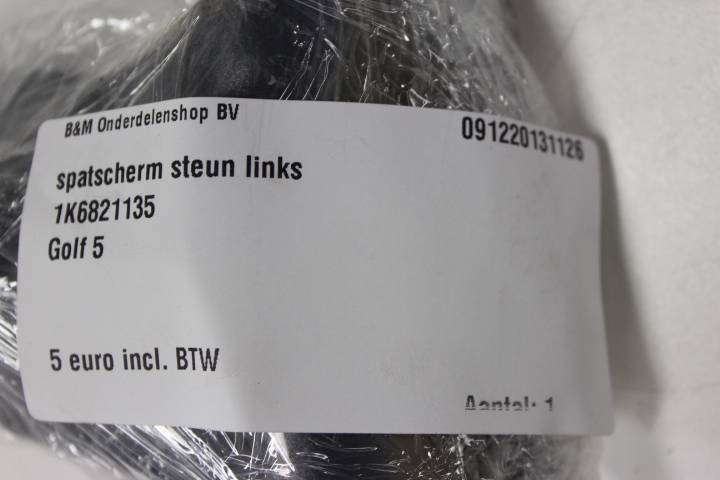 B&M Onderdelenshop BV
091220131126
spatscherm steun links
1K6821135
Golf 5
5 euro incl. BTW
Aantal: 1